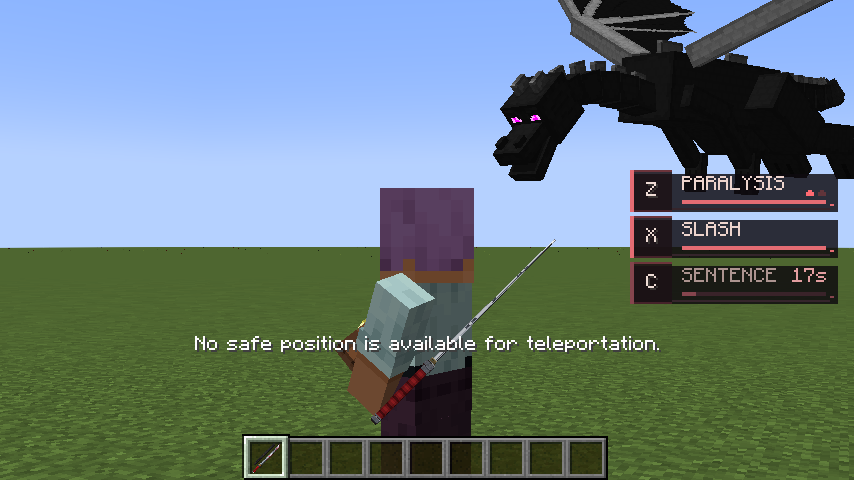 Z PARALYSIS
X SLASH
C SENTENCE 17s
No safe position is available for teleportation.